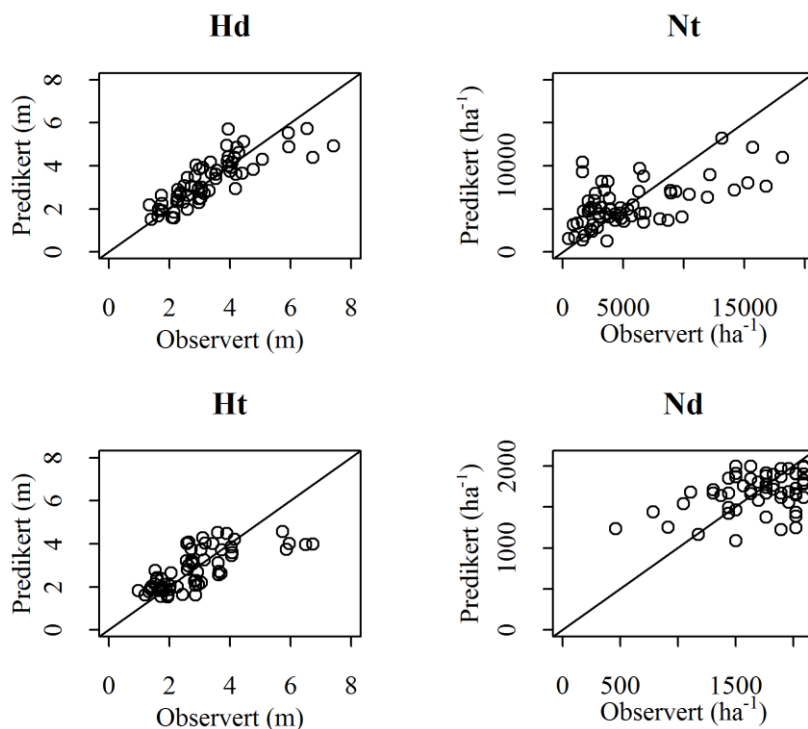 Hd
Predikert (m)
8
6
4
2
0
0 2 4 6 8
Observert (m)
Nt
Predikert (ha⁻¹)
10000
0
0 5000 15000
Observert (ha⁻¹)
Ht
Predikert (m)
8
6
4
2
0
0 2 4 6 8
Observert (m)
Nd
Predikert (ha⁻¹)
2000
1000
0
0 500 1500
Observert (ha⁻¹)